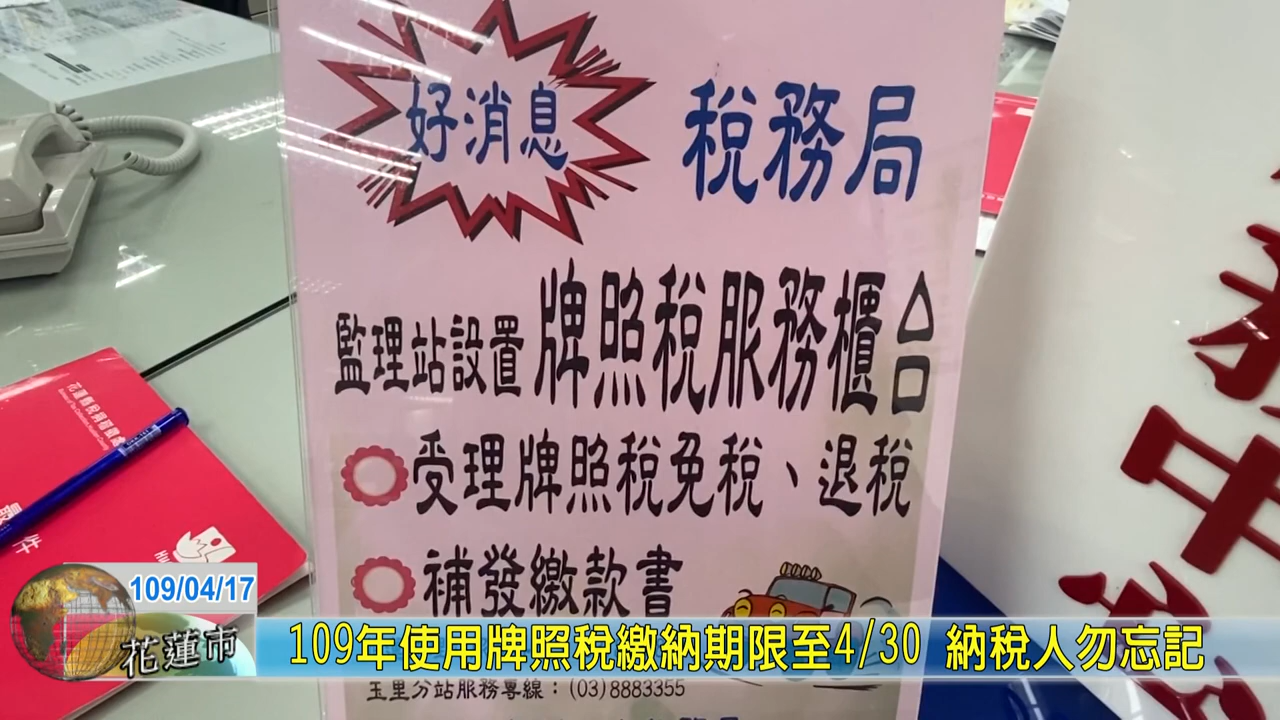 好消息
稅務局
監理站設置 牌照稅服務櫃台
受理牌照稅免稅、退稅
補發繳款書
109/04/17
花蓮市
109年使用牌照稅繳納期限至4/30 納稅人勿忘記
玉里分站服務專線：(03)8883355